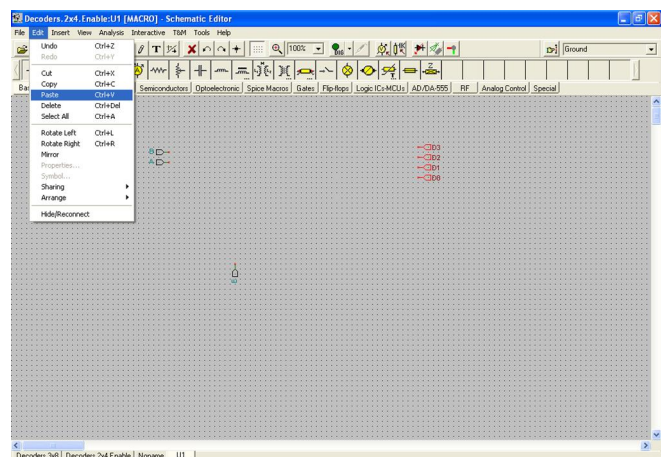 Decoders.2x4.Enable:U1 [MACRO] - Schematic Editor
File Edit Insert View Analysis Interactive T&M Tools Help
Undo Ctrl+Z
Redo Ctrl+Y
Cut Ctrl+X
Copy Ctrl+C
Paste Ctrl+V
Delete Ctrl+Del
Select All Ctrl+A
Rotate Left Ctrl+L
Rotate Right Ctrl+R
Mirror
Properties...
Symbol...
Sharing
Arrange
Hide/Reconnect
100%
Ground
Semiconductors Optoelectronic Spice Macros Gates Flip-flops Logic ICs-MCUs AD/DA-555 RF Analog Control Special
B
A
D3
D2
D1
D0
Decoders 3x8 Decoders 2x4 Enable Noname U1